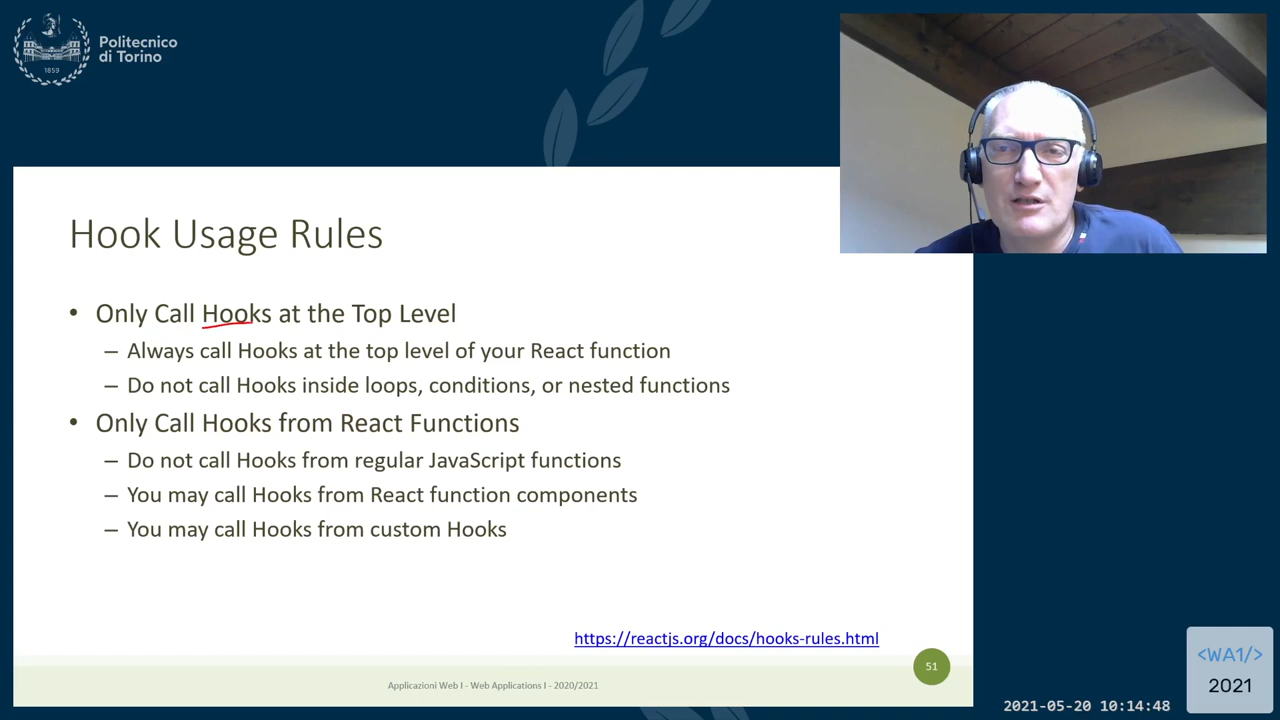 Politecnico
di Torino
1859
Hook Usage Rules
• Only Call Hooks at the Top Level
– Always call Hooks at the top level of your React function
– Do not call Hooks inside loops, conditions, or nested functions
• Only Call Hooks from React Functions
– Do not call Hooks from regular JavaScript functions
– You may call Hooks from React function components
– You may call Hooks from custom Hooks
https://reactjs.org/docs/hooks-rules.html
51
Applicazioni Web I - Web Applications I - 2020/2021
<WA1/>
2021
2021-05-20 10:14:48